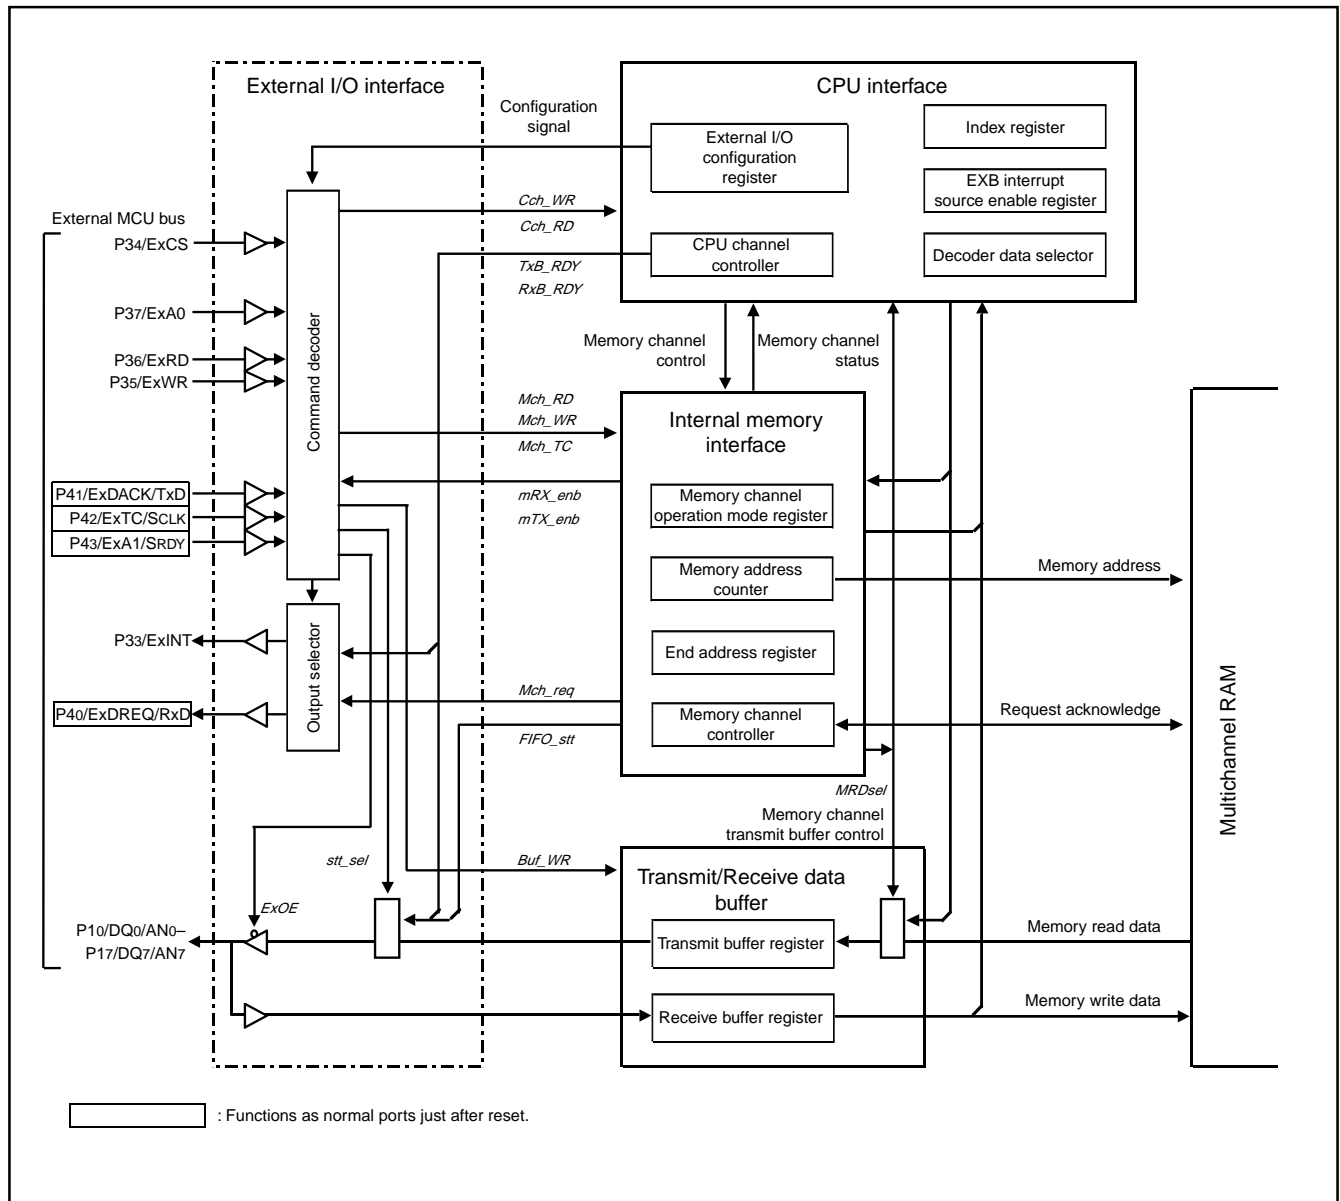 External I/O interface
CPU interface
Configuration
signal
External I/O
configuration
register
Index register
EXB interrupt
source enable register
CPU channel
controller
Decoder data selector
Cch_WR
Cch_RD
TxB_RDY
RxB_RDY
External MCU bus
P34/ExCS
P37/ExA0
P36/ExRD
P35/ExWR
P41/ExDACK/TxD
P42/ExTC/SCLK
P43/ExA1/SRDY
P33/ExINT
P40/ExDREQ/RxD
P10/DQ0/AN0–
P17/DQ7/AN7
Command decoder
Output selector
Memory channel
control
Memory channel
status
Mch_RD
Mch_WR
Mch_TC
mRX_enb
mTX_enb
Mch_req
FIFO_stt
Internal memory
interface
Memory channel
operation mode register
Memory address
counter
End address register
Memory channel
controller
Memory address
Request acknowledge
Multichannel RAM
MRDsel
Memory channel
transmit buffer control
stt_sel
Buf_WR
ExOE
Transmit/Receive data
buffer
Transmit buffer register
Receive buffer register
Memory read data
Memory write data
: Functions as normal ports just after reset.